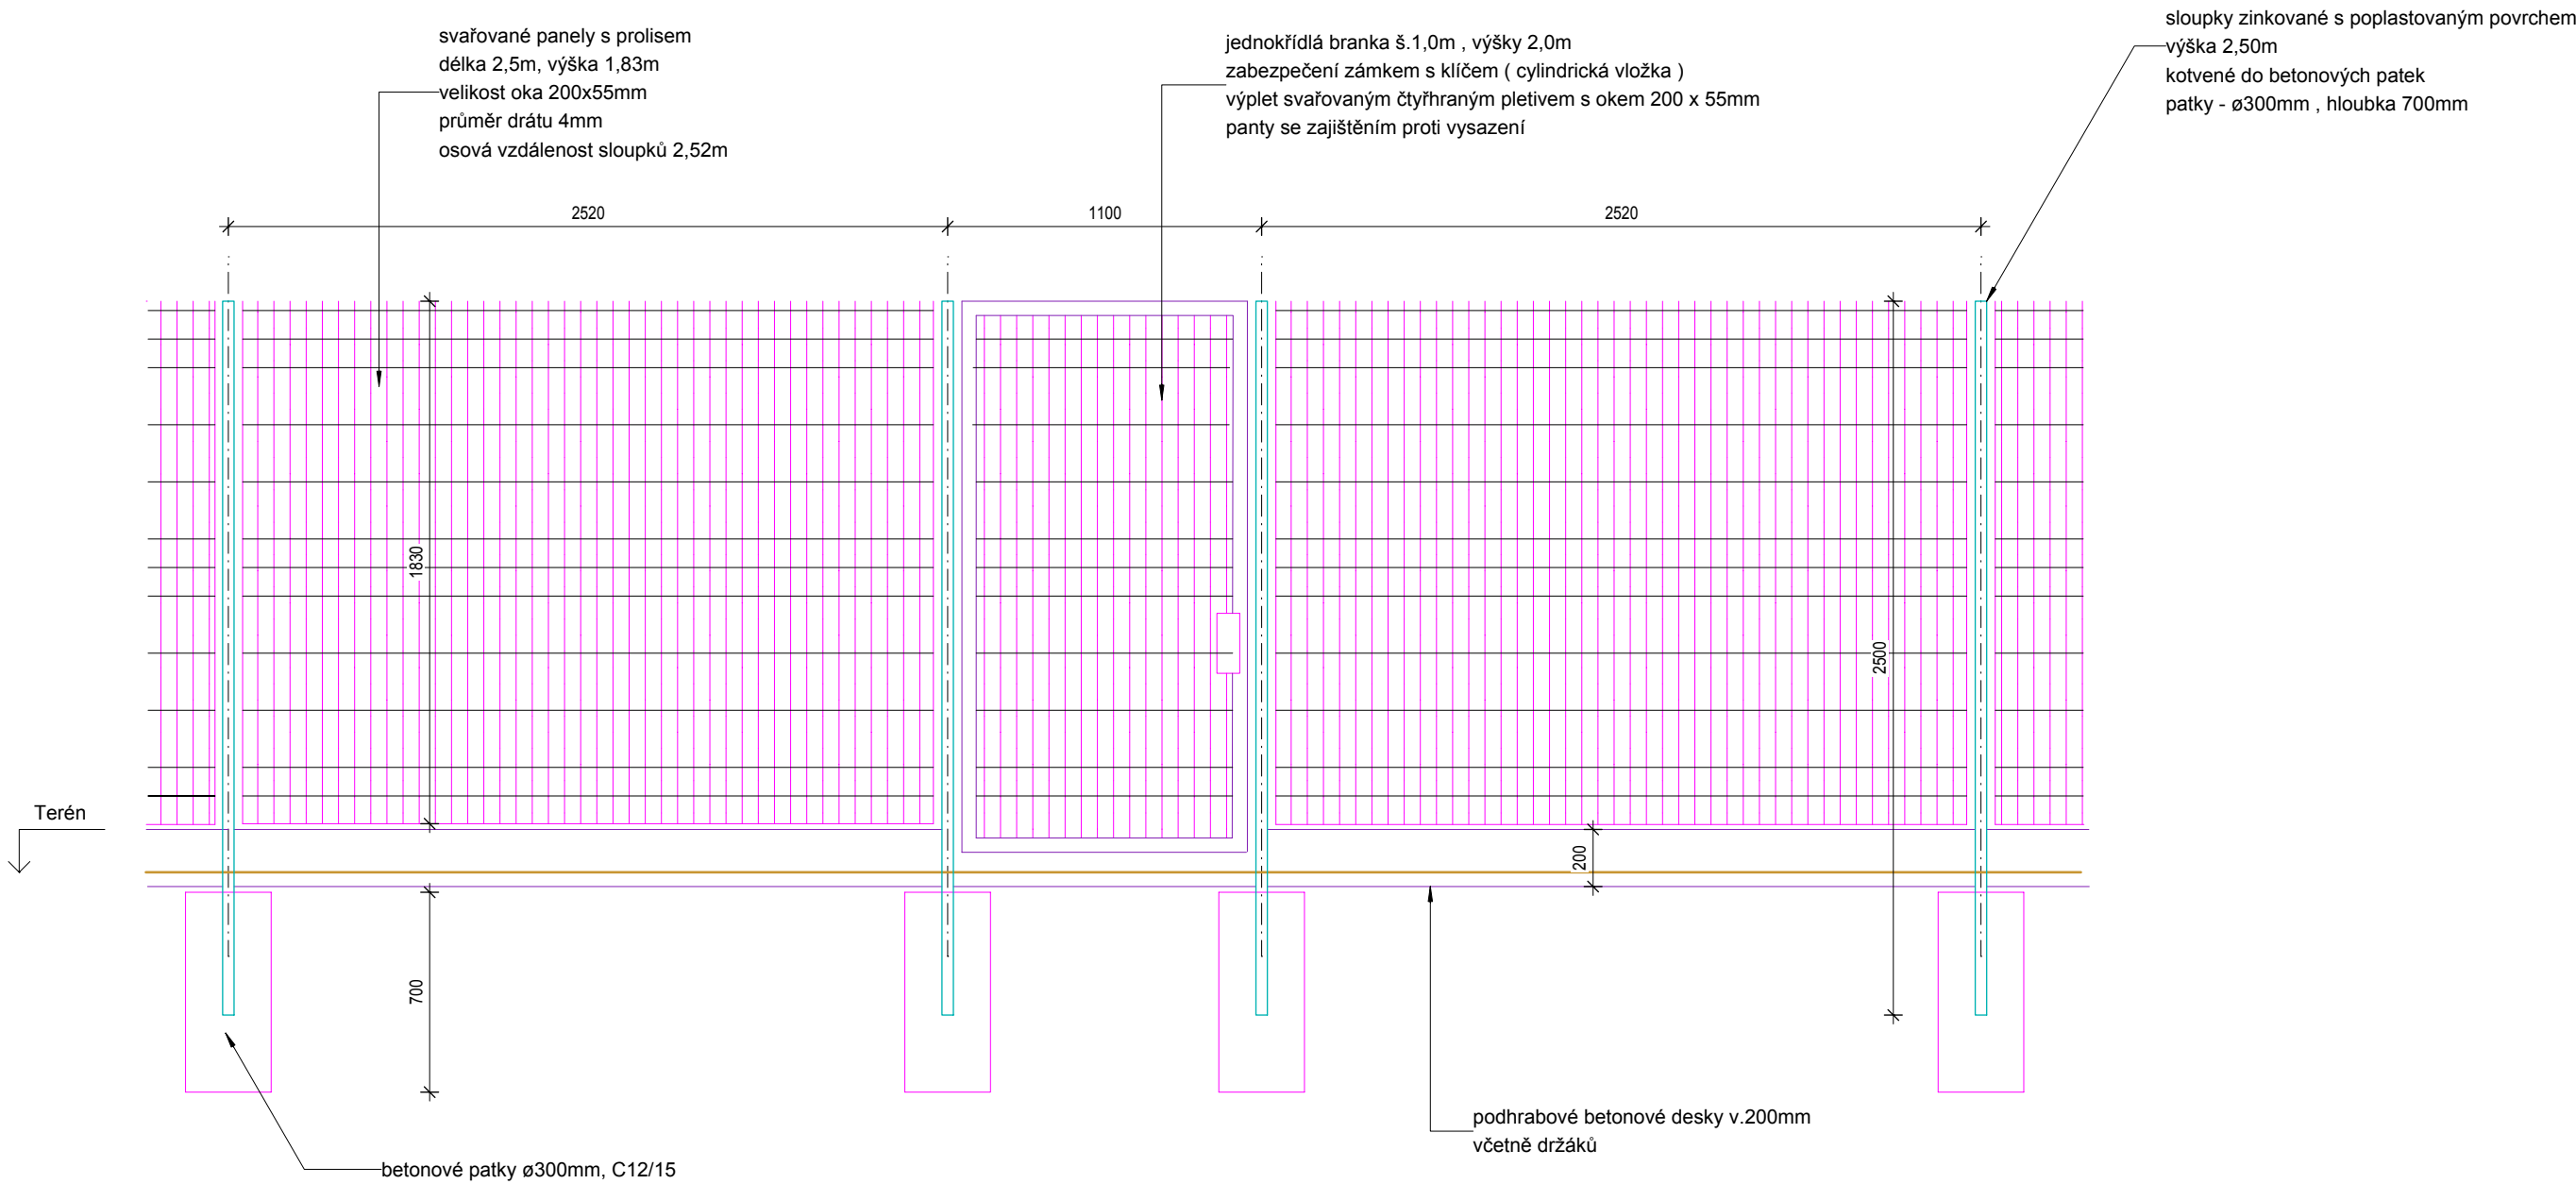 svařované panely s prolisem
délka 2,5m, výška 1,83m
velikost oka 200x55mm
průměr drátu 4mm
osová vzdálenost sloupků 2,52m
jednokřídlá branka š.1,0m , výšky 2,0m
zabezpečení zámkem s klíčem ( cylindrická vložka )
výplet svařovaným čtyřhraným pletivem s okem 200 x 55mm
panty se zajištěním proti vysazení
sloupky zinkované s poplastovaným povrchem
výška 2,50m
kotvené do betonových patek
patky - ø300mm , hloubka 700mm
2520
1100
2520
1830
2500
Terén
200
700
podhrabové betonové desky v.200mm
včetně držáků
betonové patky ø300mm, C12/15